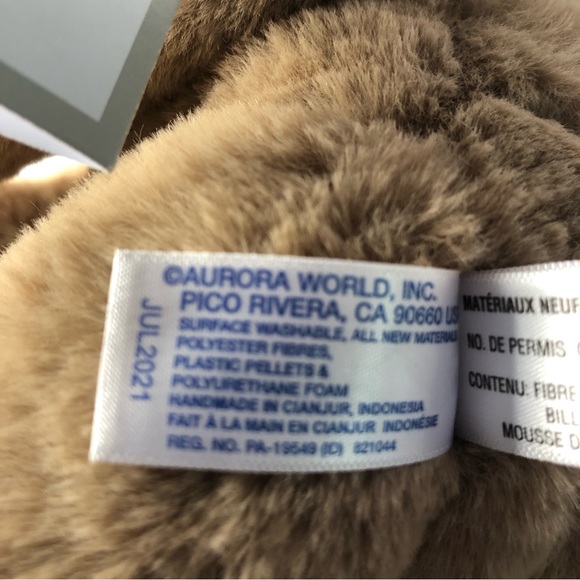 ©AURORA WORLD, INC.
PICO RIVERA, CA 90660 US
SURFACE WASHABLE, ALL NEW MATERIAL
POLYESTER FIBRES,
PLASTIC PELLETS &
POLYURETHANE FOAM
HANDMADE IN CIANJUR, INDONESIA
FAIT À LA MAIN EN CIANJUR INDONÉSIE
REG. NO. PA-19549 (ID) 821044
JUL2021
MATÉRIAUX NEUF
NO. DE PERMIS
CONTENU: FIBRE
BILL
MOUSSE D